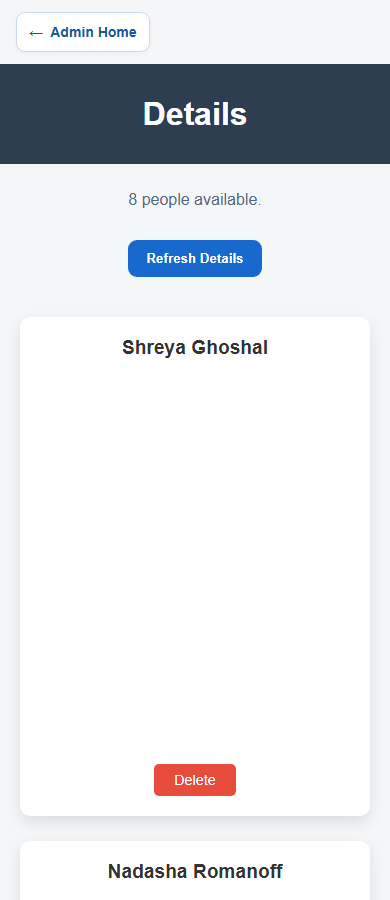 ← Admin Home
Details
8 people available.
Refresh Details
Shreya Ghoshal
Delete
Nadasha Romanoff